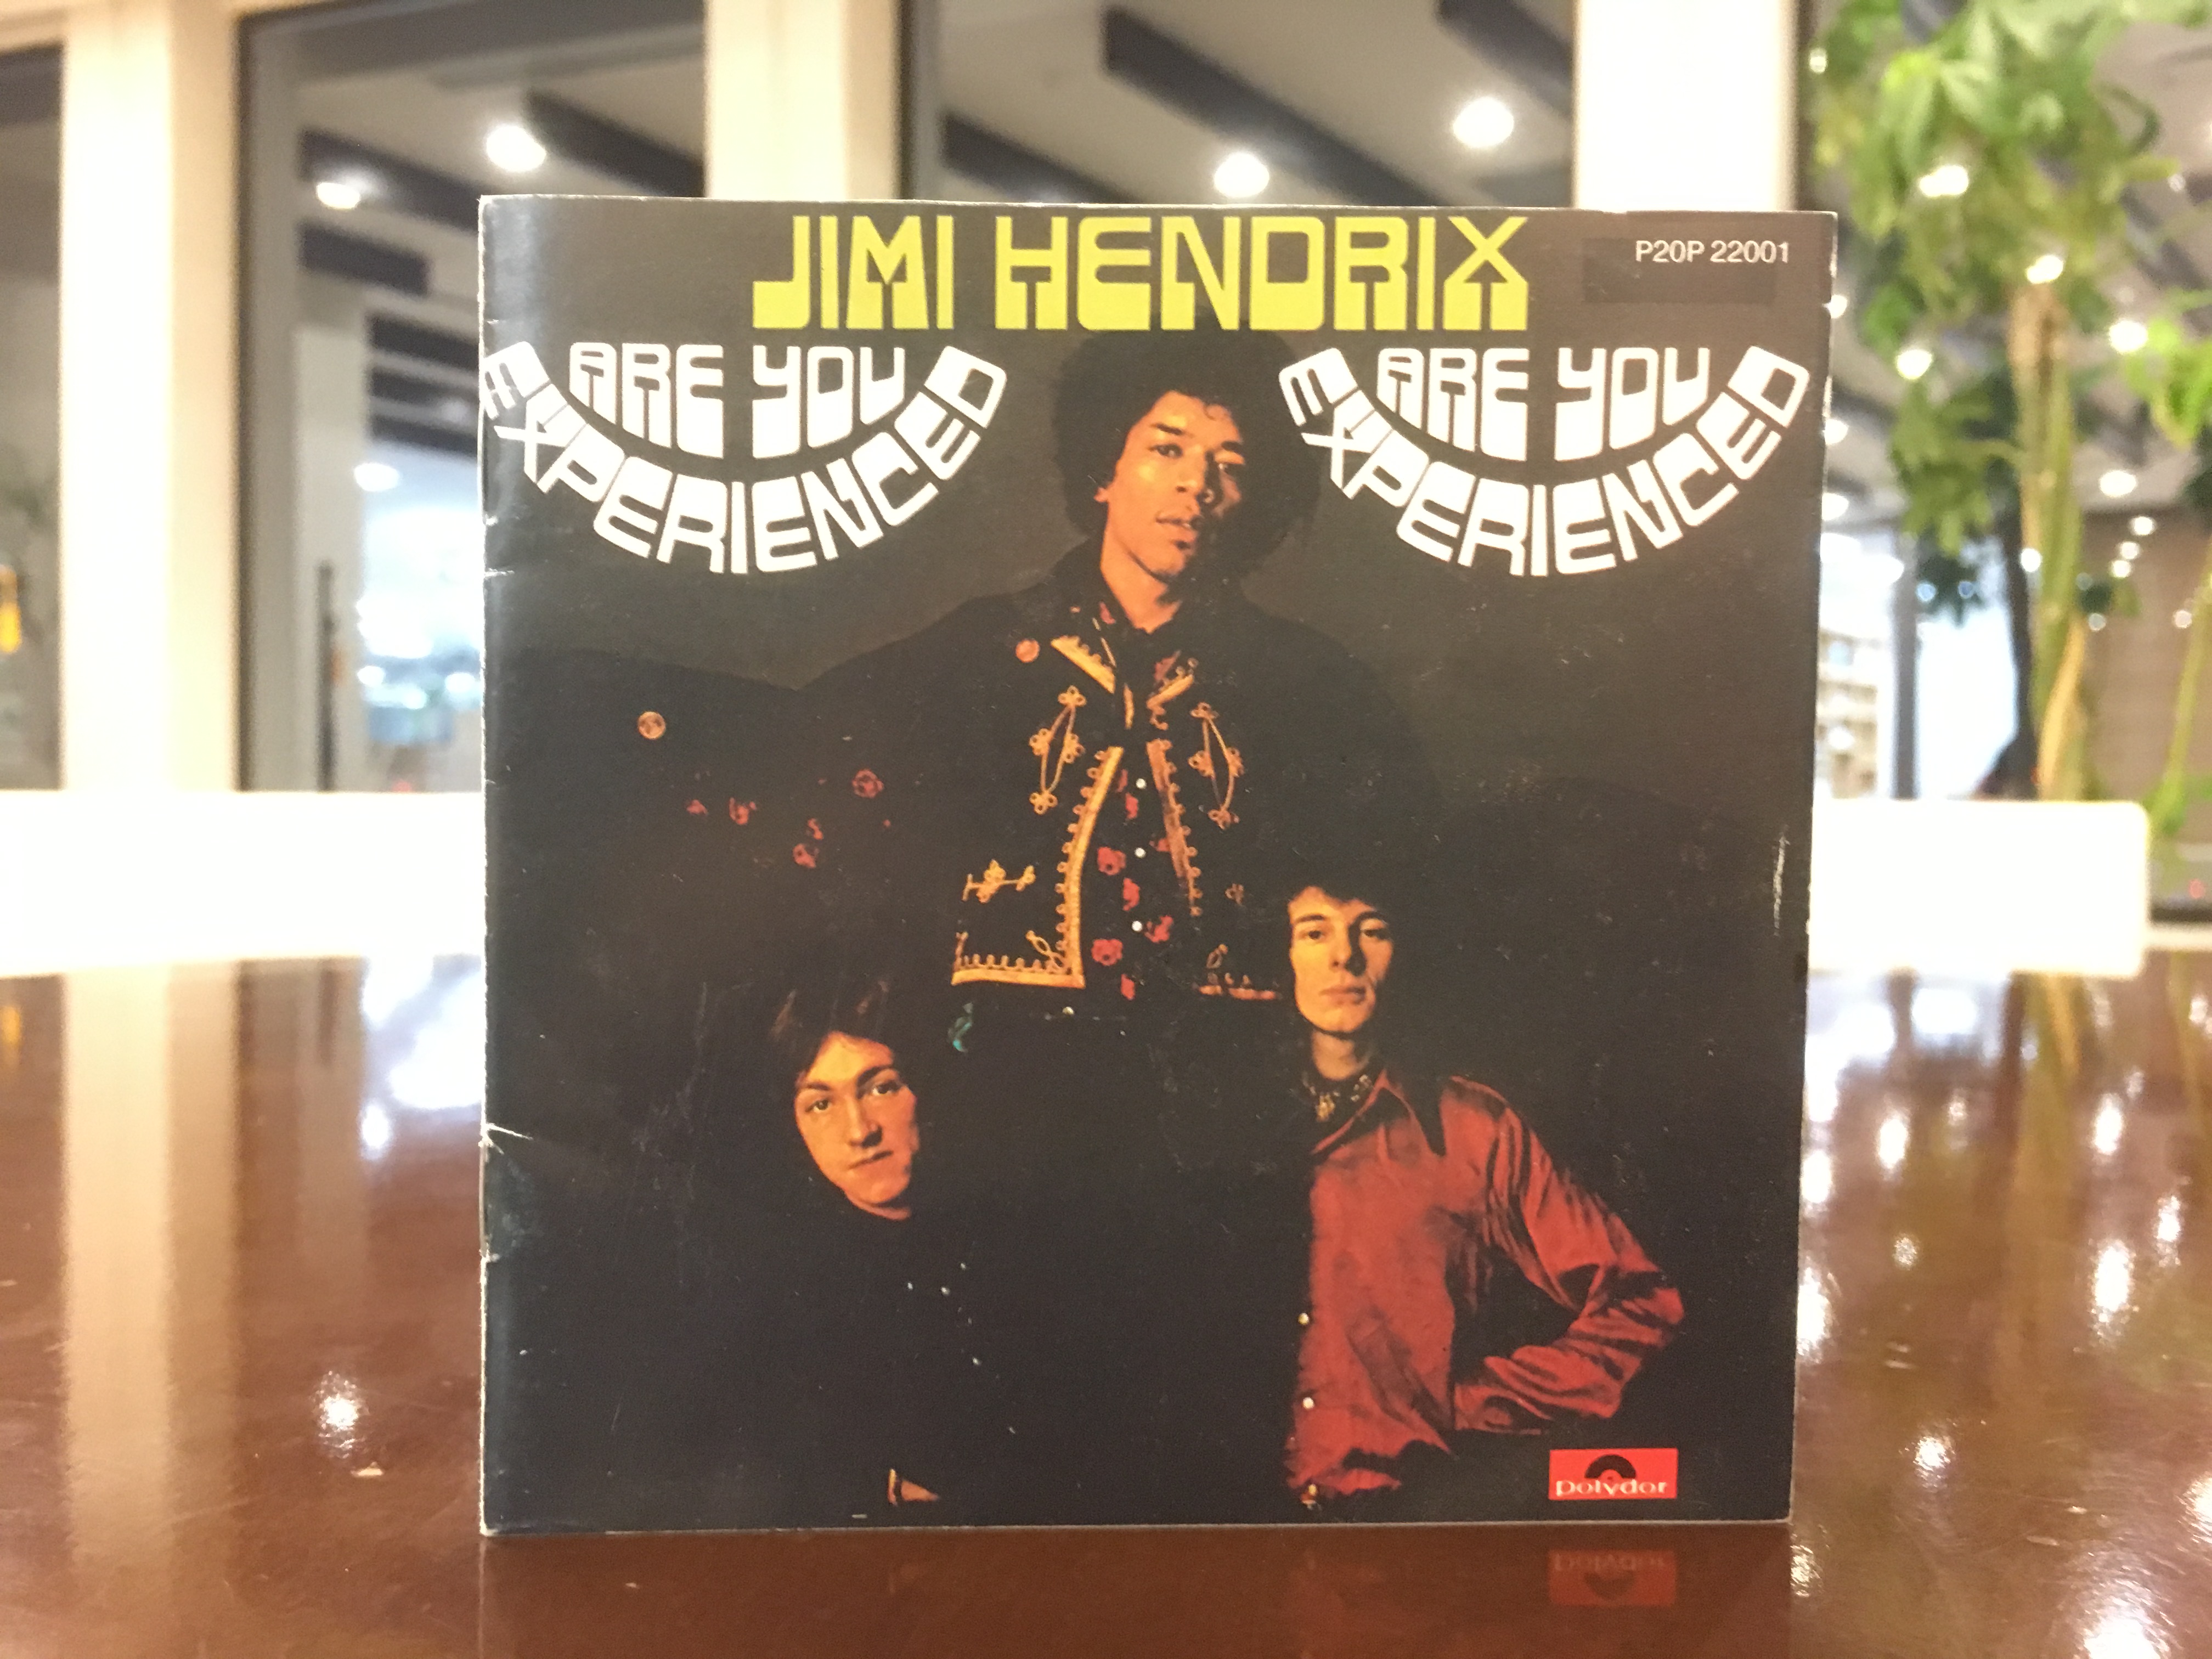 JIMI HENDRIX
P20P 22001
ARE YOU
EXPERIENCED
ARE YOU
EXPERIENCED
polydor